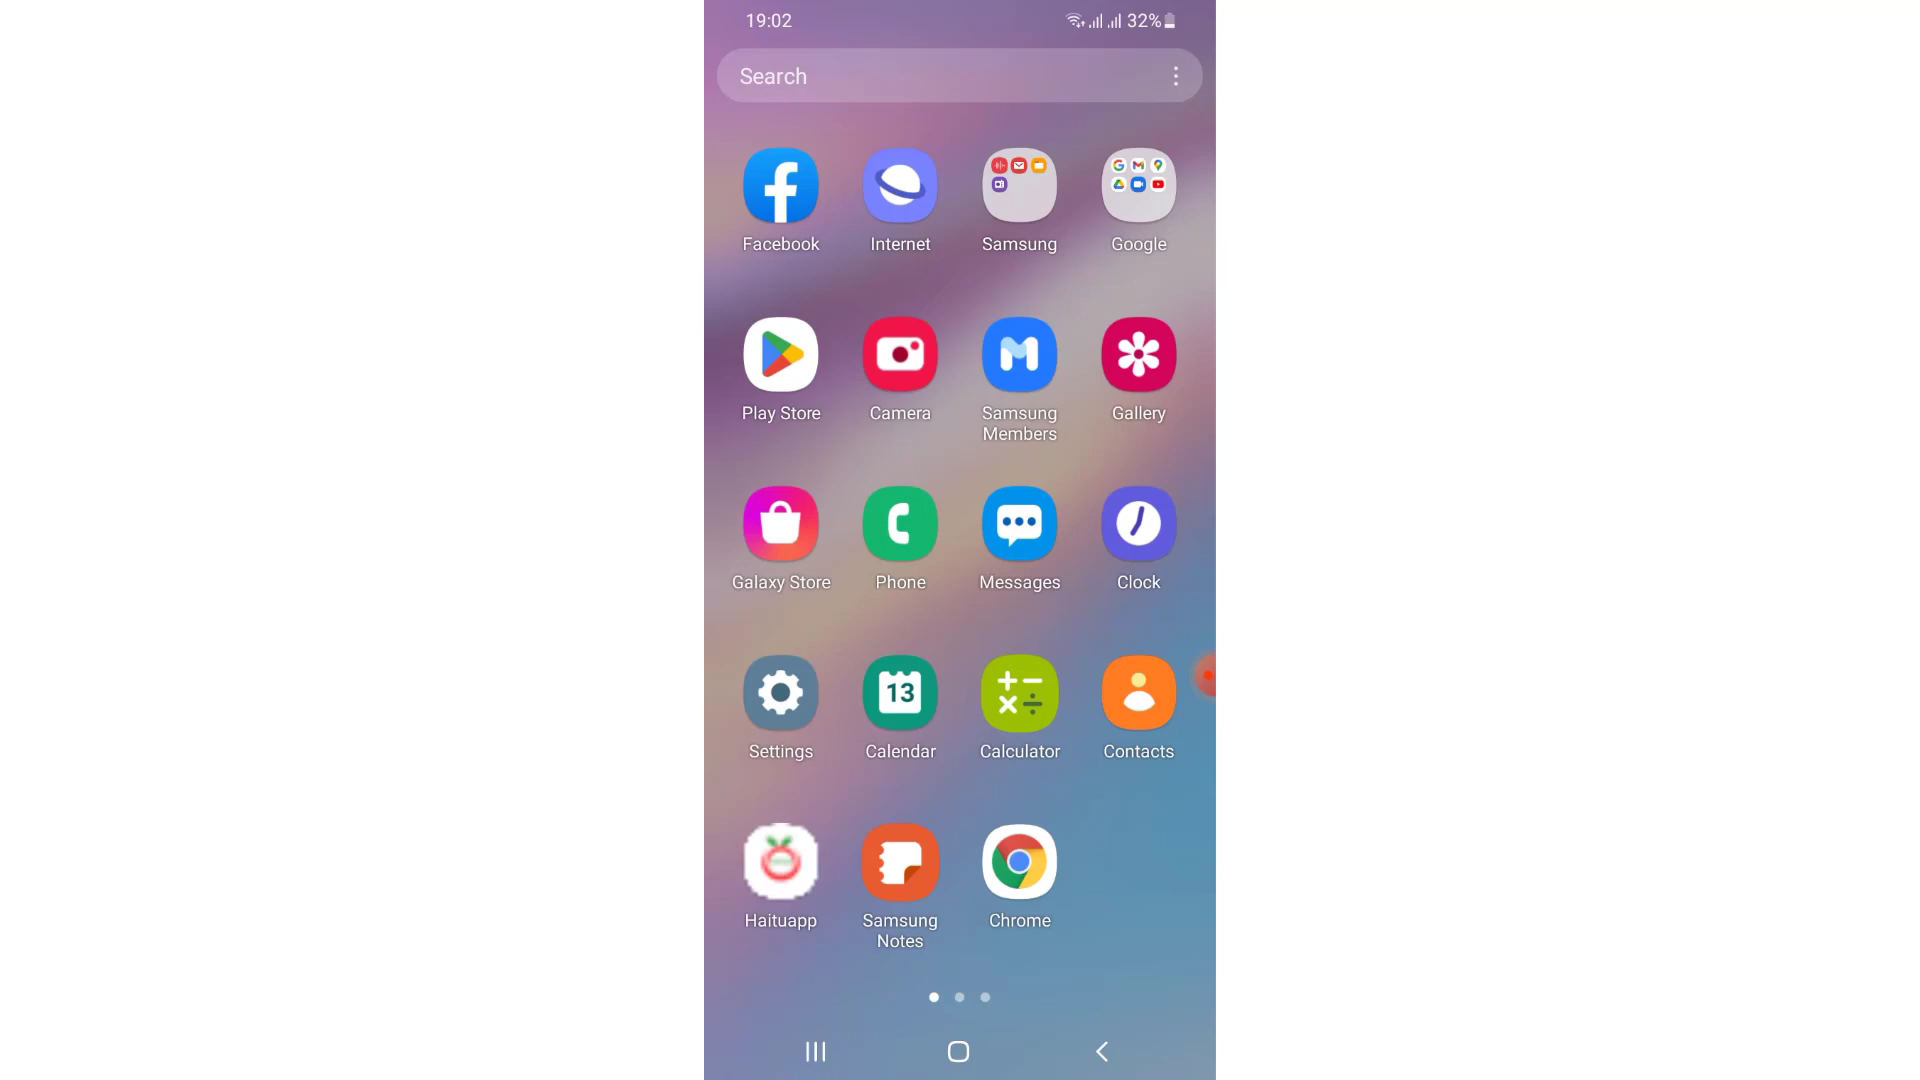 19:02
32%
Search
Facebook
Internet
Samsung
Google
Play Store
Camera
Samsung
Members
Gallery
Galaxy Store
Phone
Messages
Clock
Settings
13
Calendar
Calculator
Contacts
Haituapp
Samsung
Notes
Chrome